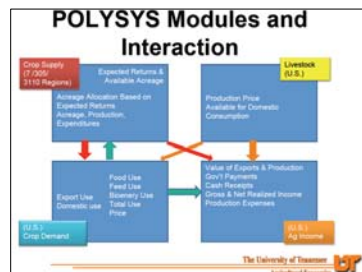 POLYSYS Modules and
Interaction
Crop Supply
(7 /305/
3110 Regions)
Expected Returns &
Available Acreage
Acreage Allocation Based on
Expected Returns
Acreage, Production,
Expenditures
Livestock
(U.S.)
Production Price
Available for Domestic
Consumption
Food Use
Feed Use
Export Use
Bioenery Use
Domestic use
Total Use
Price
(U.S.)
Crop Demand
Value of Exports & Production
Gov't Payments
Cash Receipts
Gross & Net Realized Income
Production Expenses
(U.S.)
Ag Income
The University of Tennessee
UT